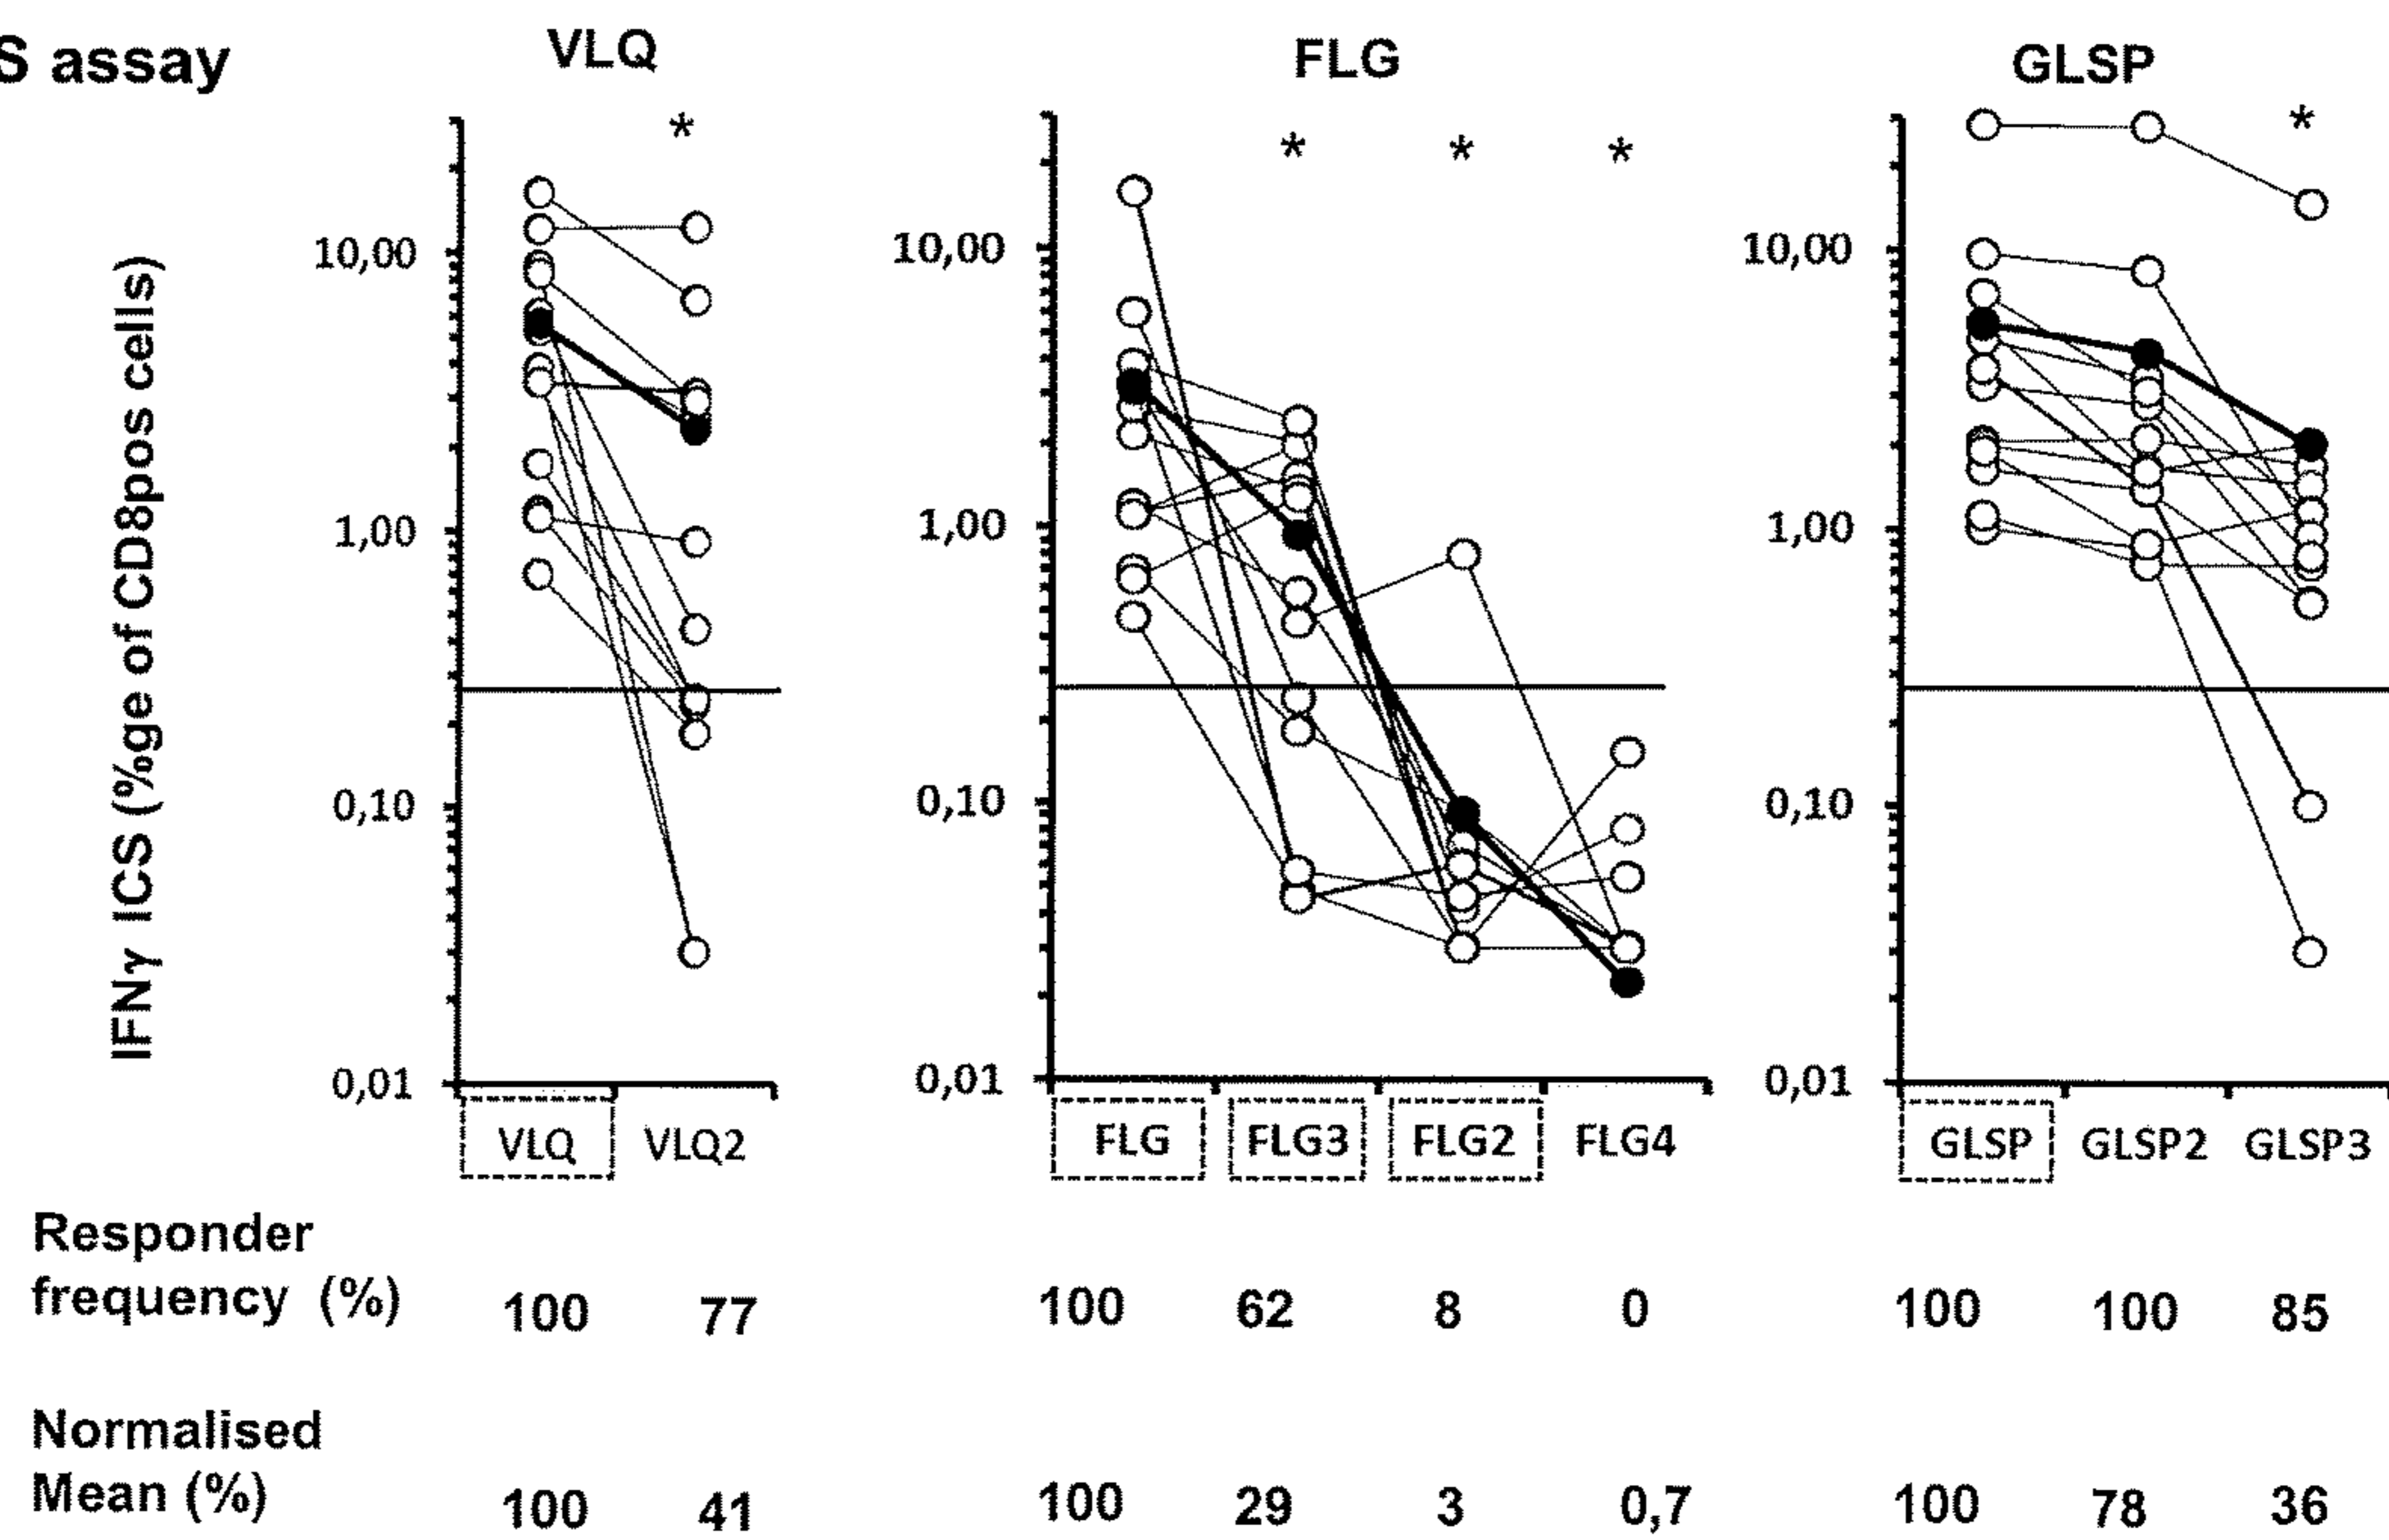 S assay
VLQ
FLG
GLSP
*
* * *
*
IFNγ ICS (%ge of CD8pos cells)
10,00
1,00
0,10
0,01
10,00
1,00
0,10
0,01
10,00
1,00
0,10
0,01
VLQ VLQ2
FLG FLG3 FLG2 FLG4
GLSP GLSP2 GLSP3
Responder
frequency (%) 100 77 100 62 8 0 100 100 85
Normalised
Mean (%) 100 41 100 29 3 0,7 100 78 36